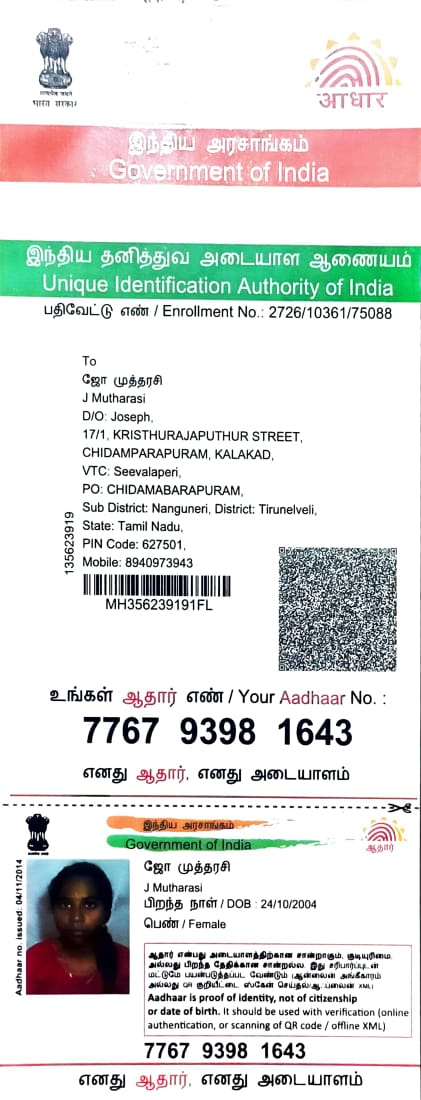 सत्यमेव जयते
भारत सरकार
आधार
இந்திய அரசாங்கம்
Government of India
இந்திய தனித்துவ அடையாள ஆணையம்
Unique Identification Authority of India
பதிவேட்டு எண் / Enrollment No.: 2726/10361/75088
To
ஜோ முத்தரசி
J Mutharasi
D/O: Joseph,
17/1, KRISTHURAJAPUTHUR STREET,
CHIDAMPARAPURAM, KALAKAD,
VTC: Seevalaperi,
PO: CHIDAMABARAPURAM,
Sub District: Nanguneri, District: Tirunelveli,
State: Tamil Nadu,
PIN Code: 627501,
Mobile: 8940973943
135623919
MH356239191FL
உங்கள் ஆதார் எண் / Your Aadhaar No. :
7767 9398 1643
எனது ஆதார், எனது அடையாளம்
இந்திய அரசாங்கம்
Government of India
ஆதார்
Aadhaar no. issued: 04/11/2014
ஜோ முத்தரசி
J Mutharasi
பிறந்த நாள் / DOB : 24/10/2004
பெண் / Female
ஆதார் என்பது அடையாளத்திற்கான சான்றாகும், குடியுரிமை
அல்லது பிறந்த தேதிக்கான சான்றல்ல. இது சரிபார்ப்புடன்
மட்டுமே பயன்படுத்தப்பட வேண்டும் (ஆன்லைன் அங்கீகாரம்
அல்லது QR குறியீட்டை ஸ்கேன் செய்தல்/ஆஃப்லைன் XML)
Aadhaar is proof of identity, not of citizenship
or date of birth. It should be used with verification (online
authentication, or scanning of QR code / offline XML)
7767 9398 1643
எனது ஆதார், எனது அடையாளம்